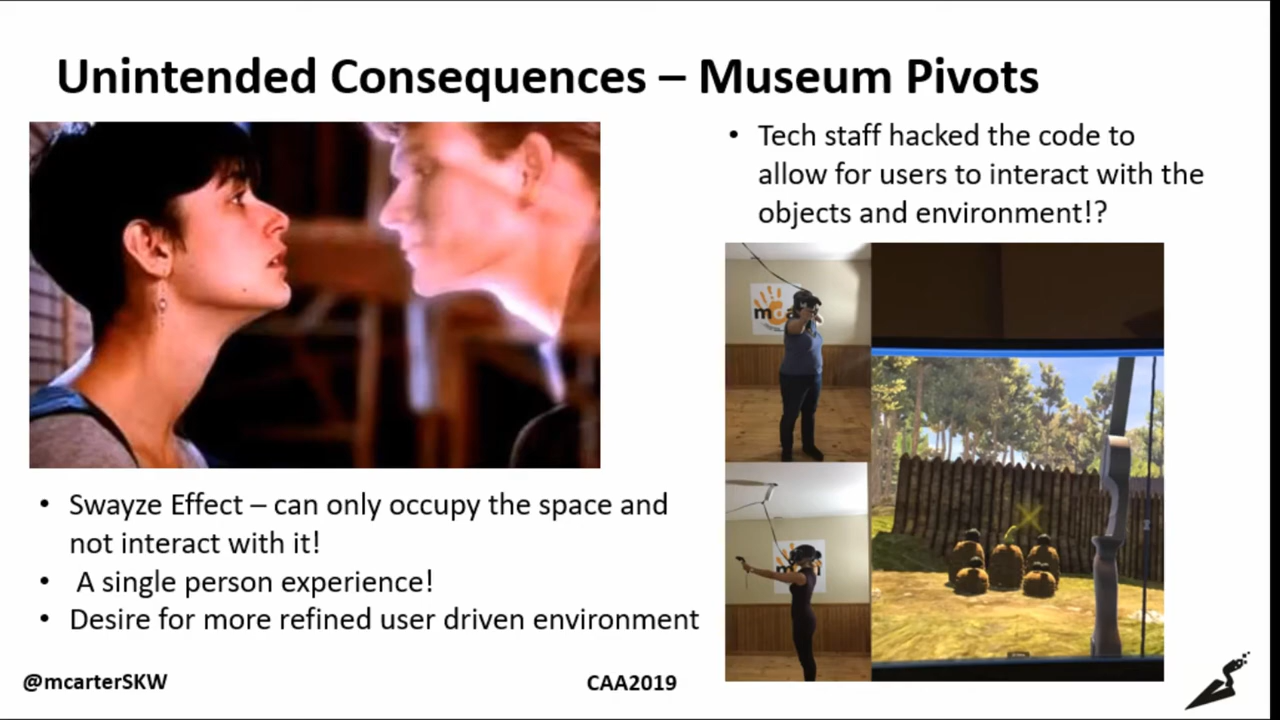 Unintended Consequences – Museum Pivots
• Tech staff hacked the code to
allow for users to interact with the
objects and environment!?
• Swayze Effect – can only occupy the space and
not interact with it!
• A single person experience!
• Desire for more refined user driven environment
@mcarterSKW
CAA2019